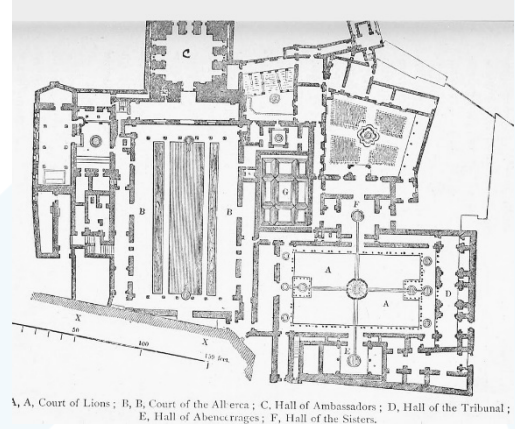 C
B
B
G
F
A
A
D
E
X
X
50
100
150 feet.
A, A, Court of Lions; B, B, Court of the Alberca; C, Hall of Ambassadors; D, Hall of the Tribunal;
E, Hall of Abencerrages; F, Hall of the Sisters.